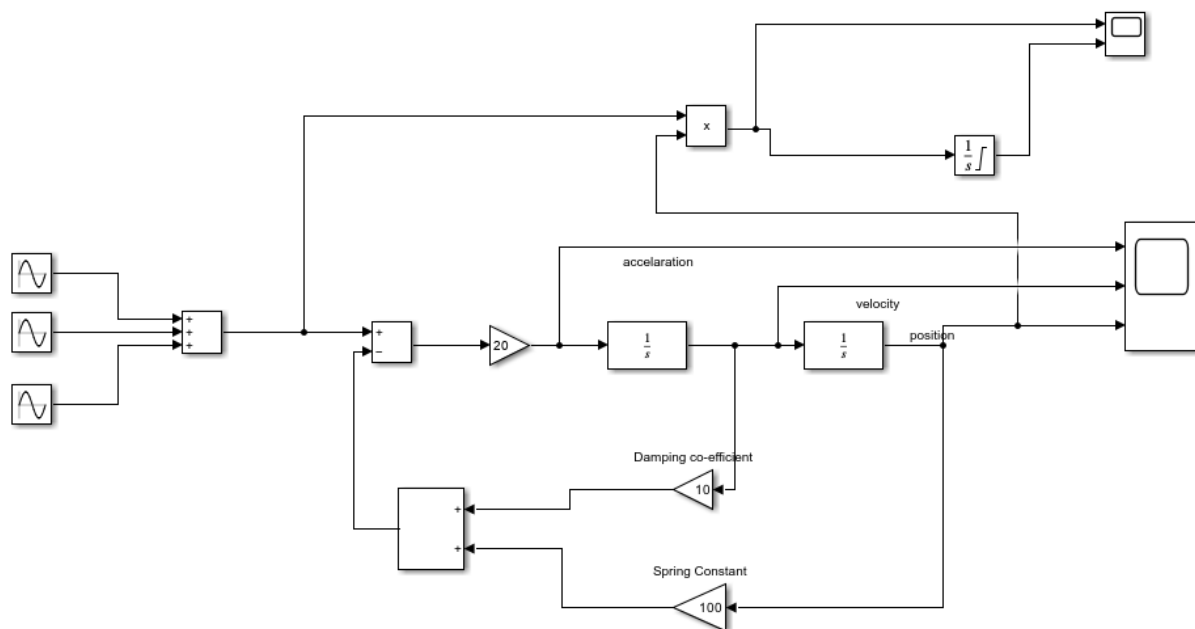 x
1
s
accelaration
velocity
position
+
+
+
+
−
20
1
s
1
s
Damping co-efficient
10
+
+
Spring Constant
100